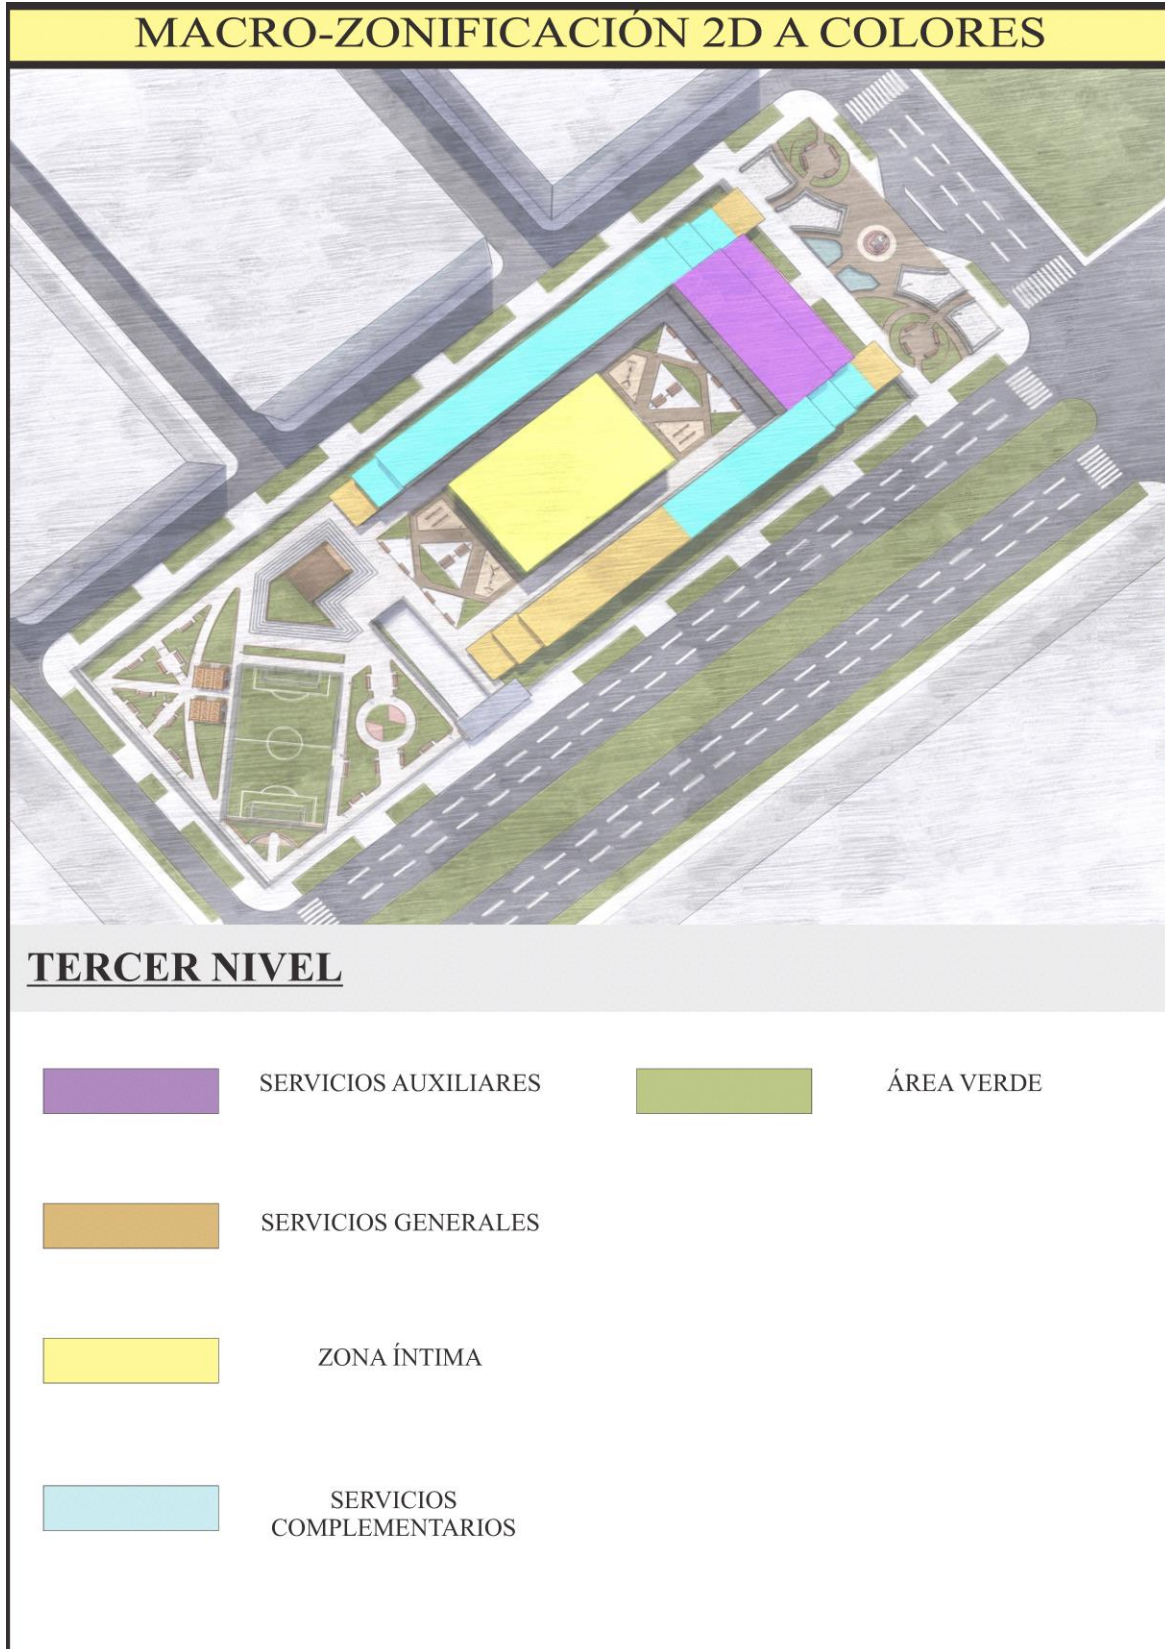 MACRO-ZONIFICACIÓN 2D A COLORES
TERCER NIVEL
SERVICIOS AUXILIARES
ÁREA VERDE
SERVICIOS GENERALES
ZONA ÍNTIMA
SERVICIOS
COMPLEMENTARIOS